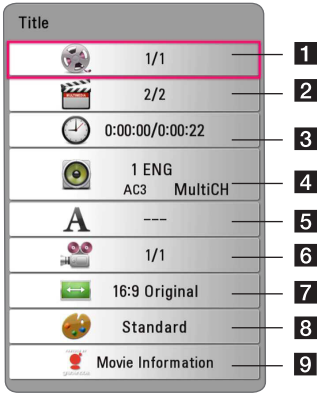 Title
1/1
1
2/2
2
0:00:00/0:00:22
3
1 ENG
AC3 MultiCH
4
---
5
A
1/1
6
16:9 Original
7
Standard
8
Movie Information
9